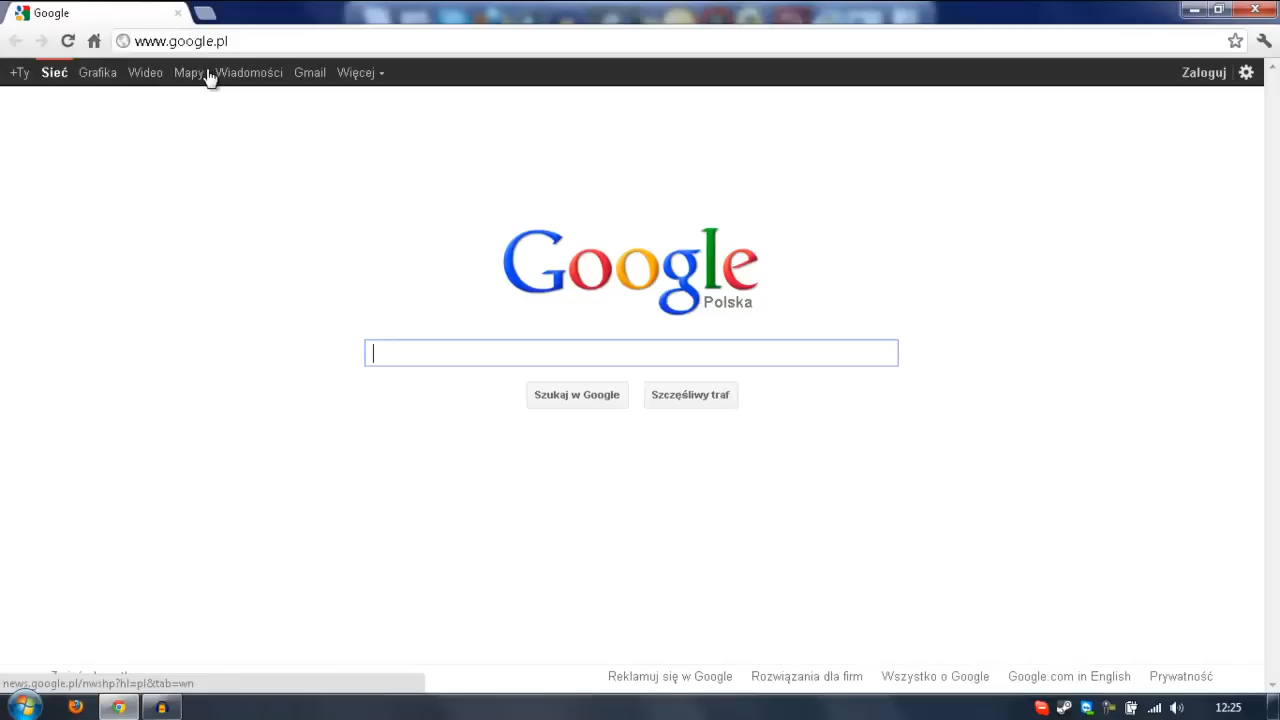 Google
www.google.pl
+Ty Sieć Grafika Wideo Mapy Wiadomości Gmail Więcej Zaloguj
Google
Polska
Szukaj w Google Szczęśliwy traf
Reklamuj się w Google Rozwiązania dla firm Wszystko o Google Google.com in English Prywatność
news.google.pl/nwshp?hl=pl&tab=wn
12:25